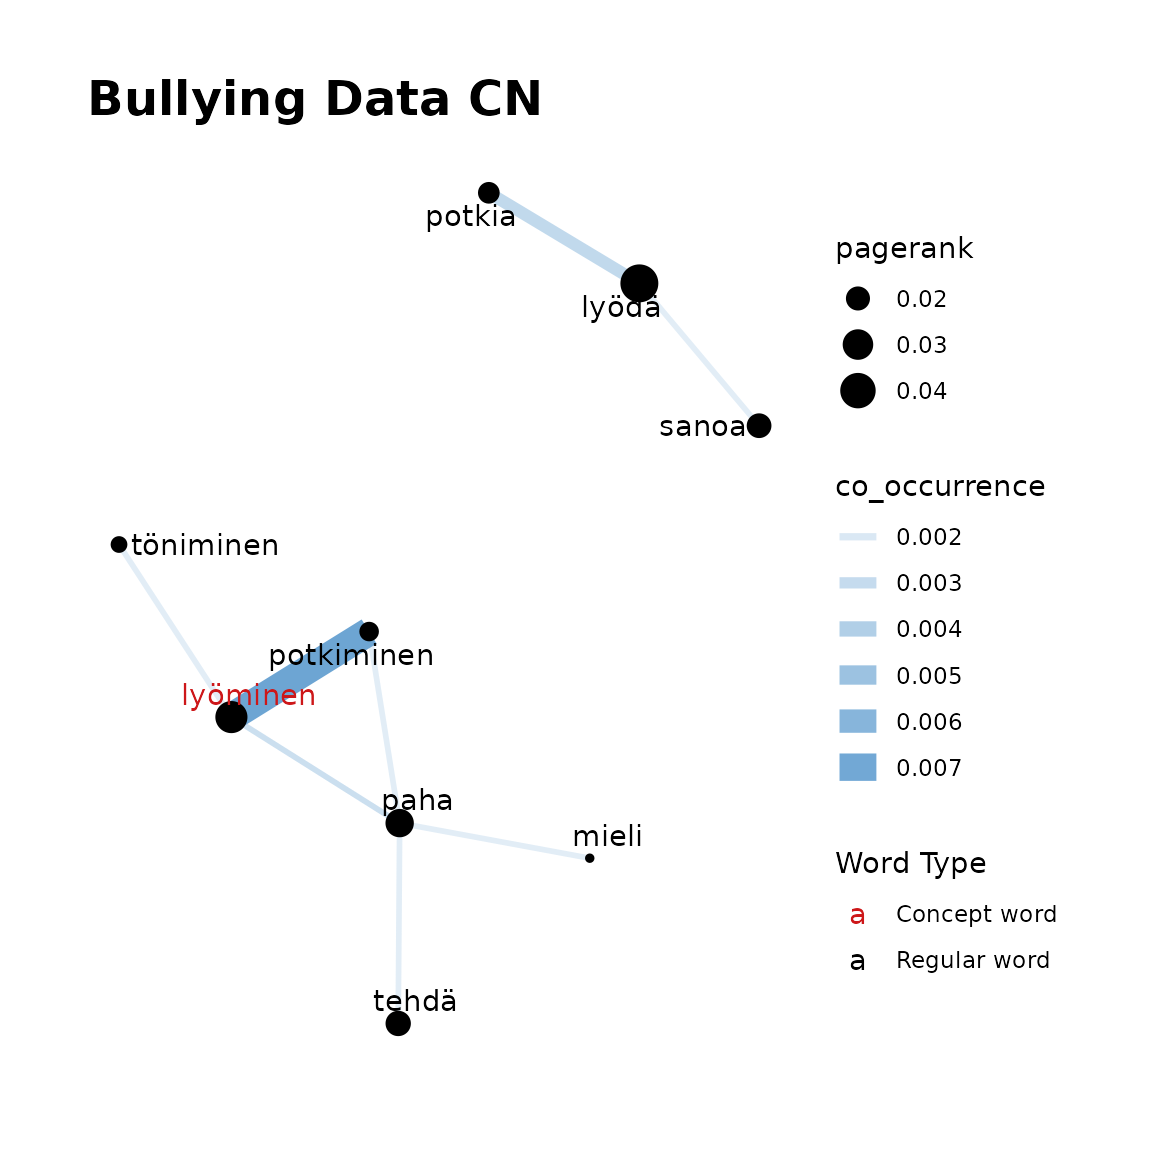 Bullying Data CN
potkia
lyödä
sanoa
töniminen
potkiminen
lyöminen
paha
mieli
tehdä
pagerank
0.02
0.03
0.04
co_occurrence
0.002
0.003
0.004
0.005
0.006
0.007
Word Type
a Concept word
a Regular word